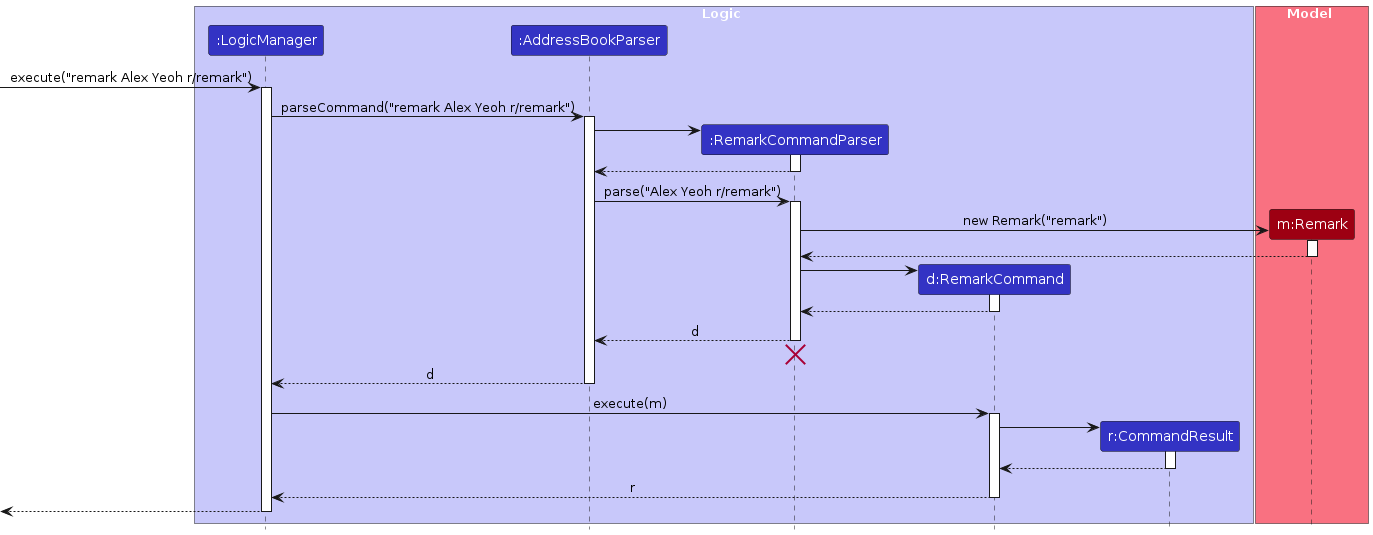 Logic
Model
:LogicManager
:AddressBookParser
execute("remark Alex Yeoh r/remark")
parseCommand("remark Alex Yeoh r/remark")
:RemarkCommandParser
parse("Alex Yeoh r/remark")
new Remark("remark")
m:Remark
d:RemarkCommand
d
d
execute(m)
r:CommandResult
r